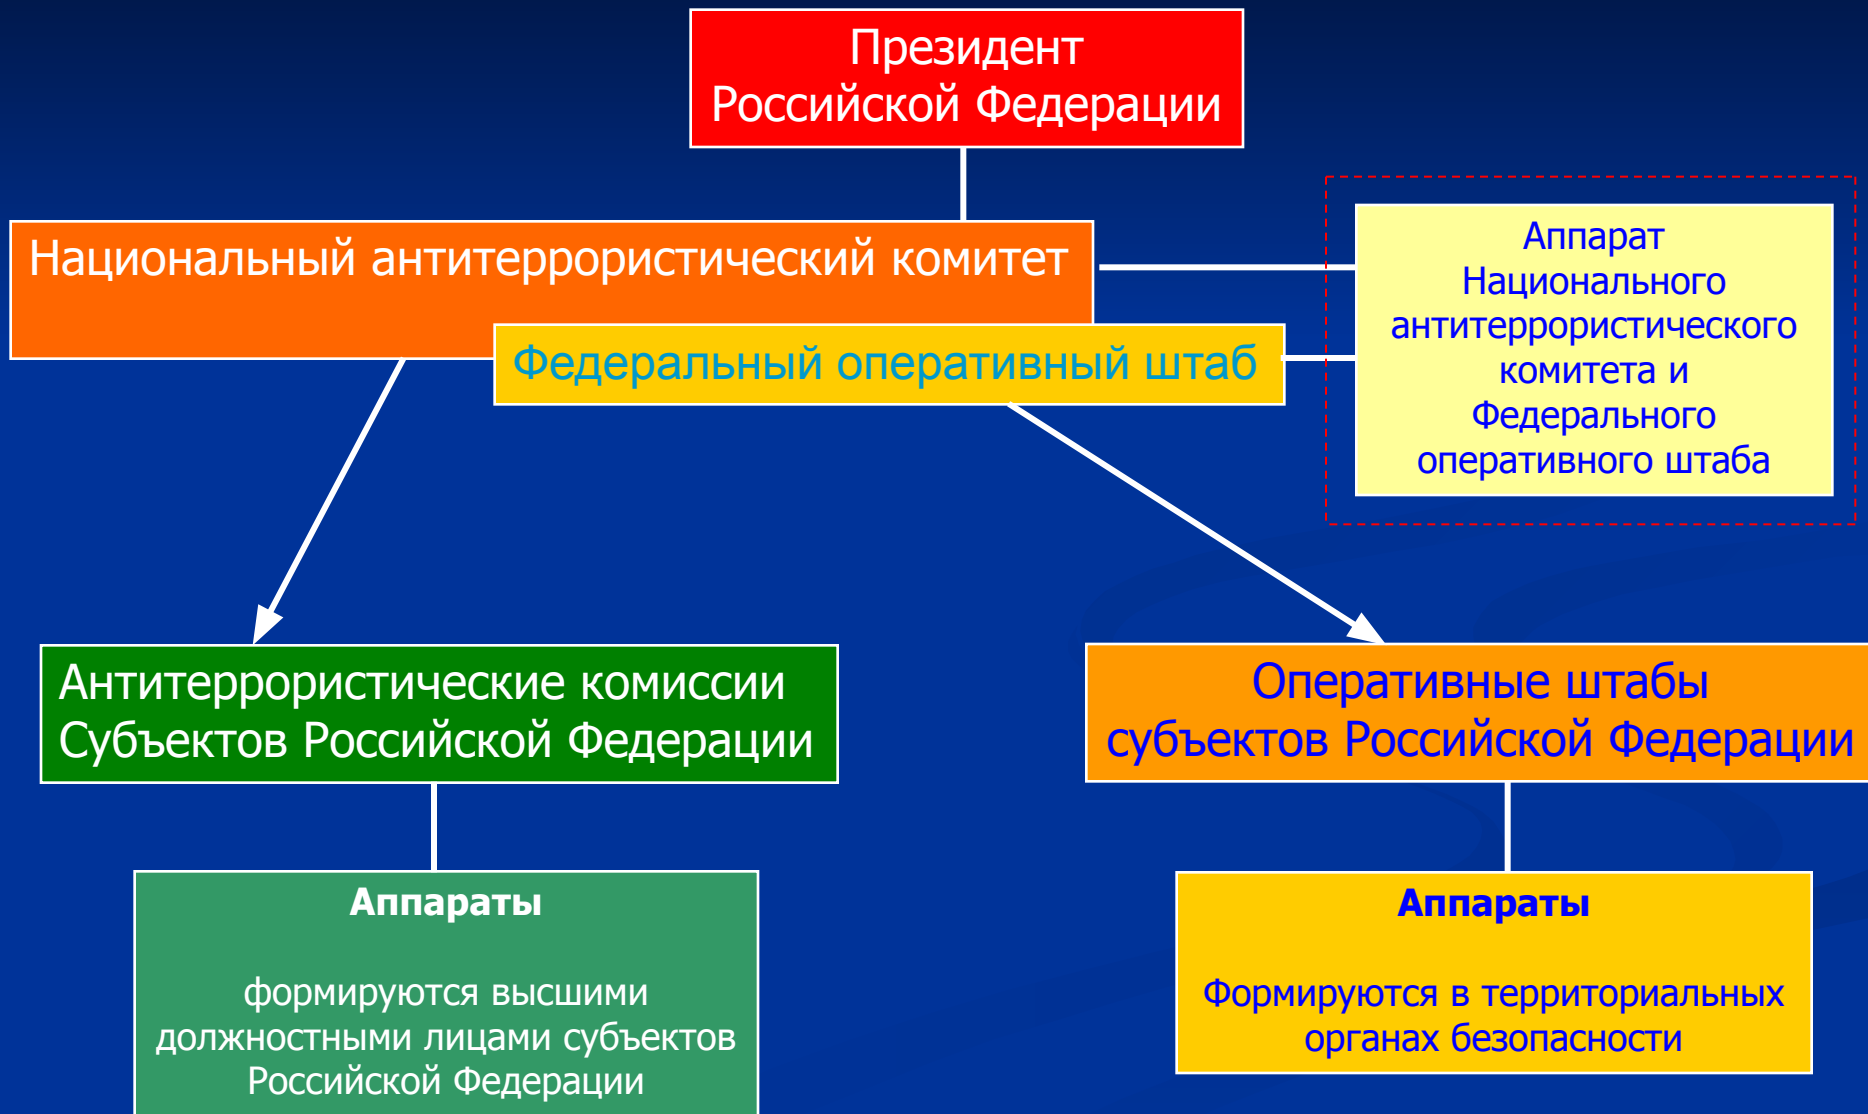 Президент
Российской Федерации
Национальный антитеррористический комитет
Федеральный оперативный штаб
Аппарат
Национального
антитеррористического
комитета и
Федерального
оперативного штаба
Антитеррористические комиссии
Субъектов Российской Федерации
Оперативные штабы
субъектов Российской Федерации
Аппараты
формируются высшими
должностными лицами субъектов
Российской Федерации
Аппараты
Формируются в территориальных
органах безопасности